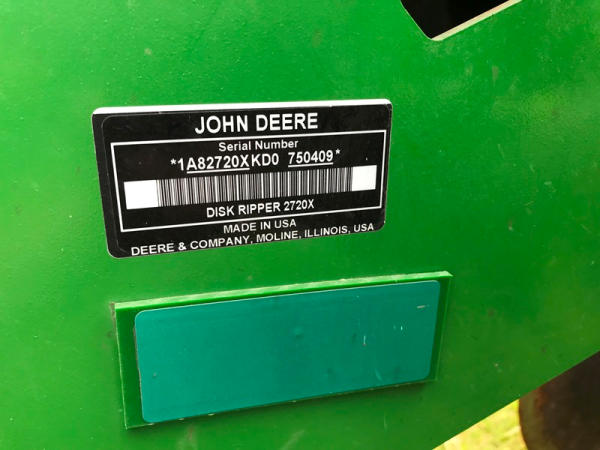 JOHN DEERE
Serial Number
*1A82720XKD0 750409*
DISK RIPPER 2720X
MADE IN USA
DEERE & COMPANY, MOLINE, ILLINOIS, USA